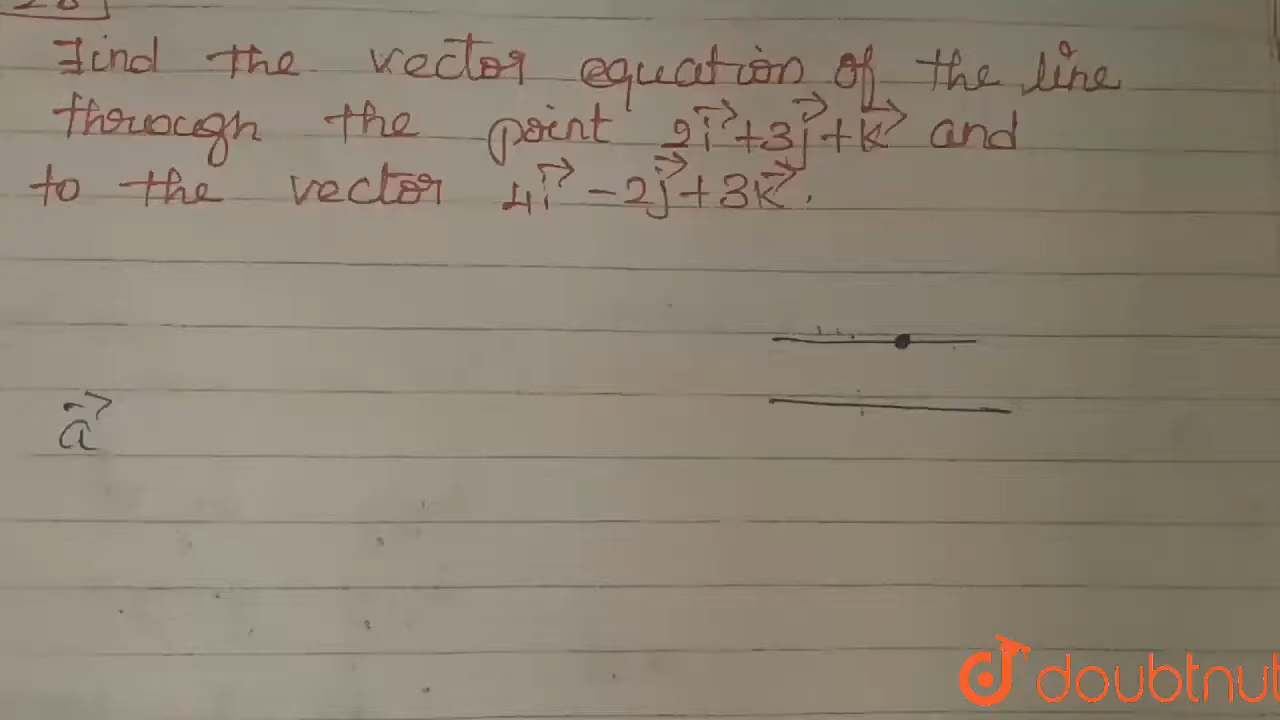 Find the vector equation of the line
through the point 2i⃗ + 3j⃗ + k⃗ and
to the vector 4i⃗ - 2j⃗ + 3k⃗.
a⃗
doubtnut